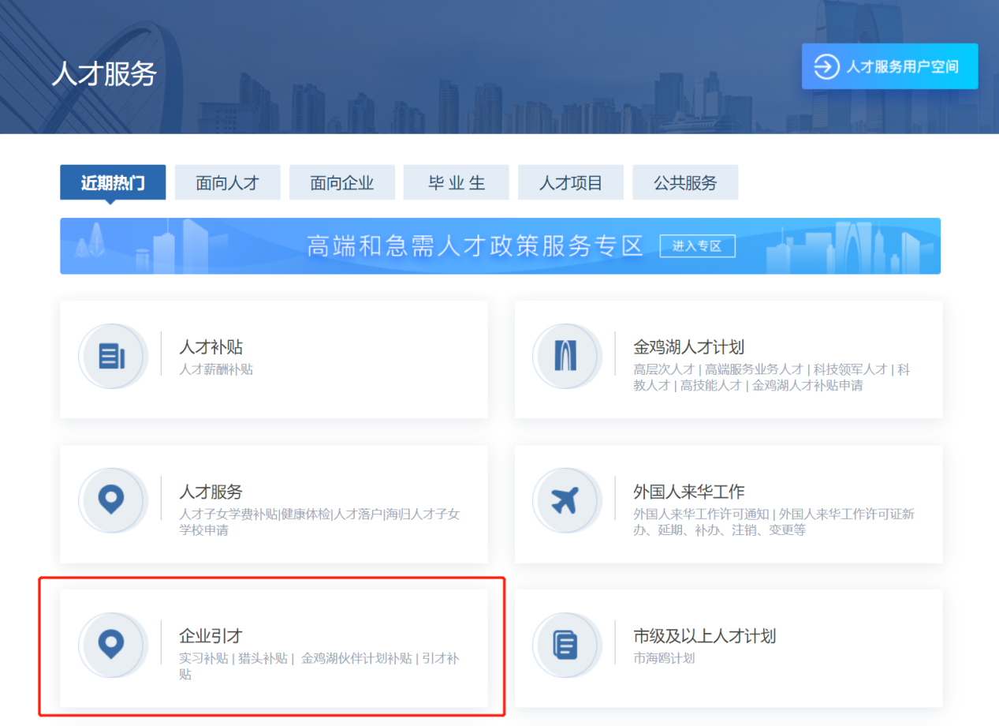 人才服务
人才服务用户空间
近期热门
面向人才
面向企业
毕 业 生
人才项目
公共服务
高端和急需人才政策服务专区
进入专区
人才补贴
人才薪酬补贴
金鸡湖人才计划
高层次人才 | 高端服务业务人才 | 科技领军人才 | 科
教人才 | 高技能人才 | 金鸡湖人才补贴申请
人才服务
人才子女学费补贴|健康体检|人才落户|海归人才子女
学校申请
外国人来华工作
外国人来华工作许可通知 | 外国人来华工作许可证新
办、延期、补办、注销、变更等
企业引才
实习补贴 | 猎头补贴 | 金鸡湖伙伴计划补贴 | 引才补
贴
市级及以上人才计划
市海鸥计划